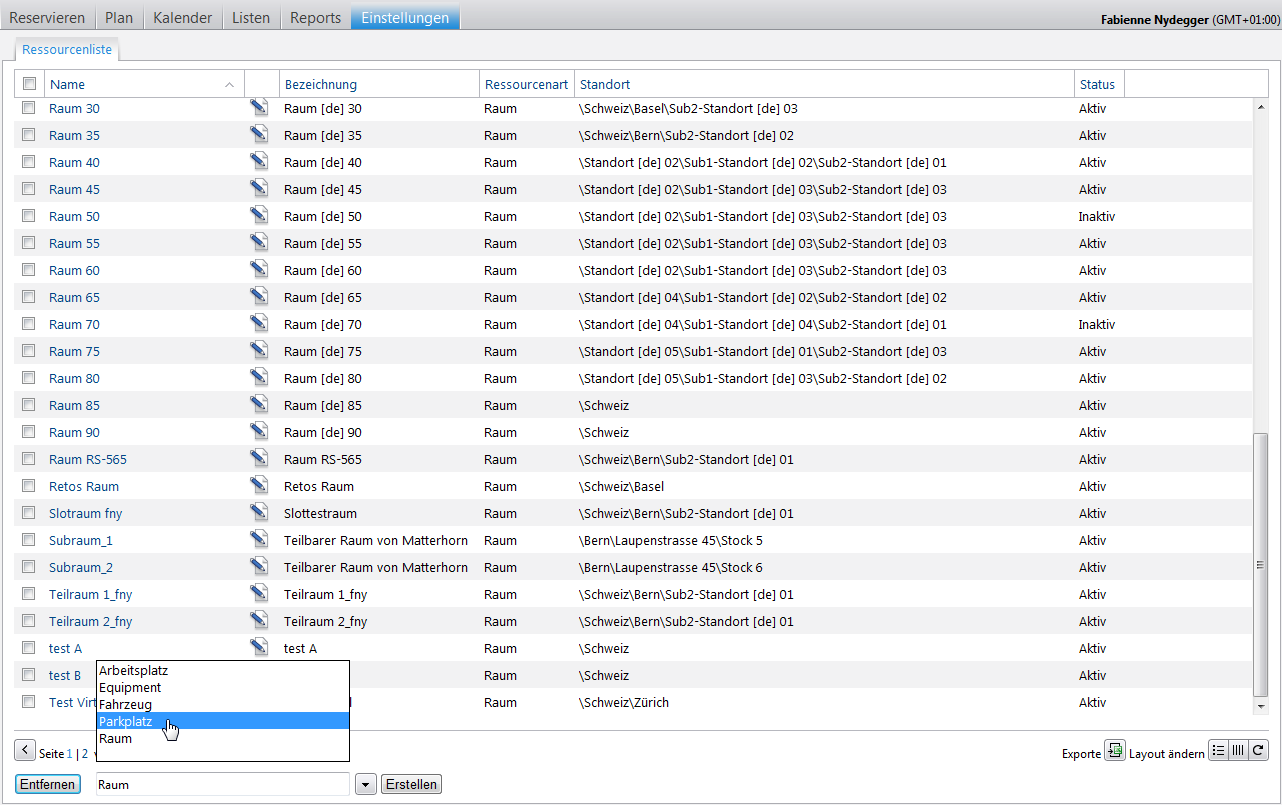 Reservieren Plan Kalender Listen Reports Einstellungen Fabienne Nydegger (GMT+01:00)
Ressourcenliste
Name Bezeichnung Ressourcenart Standort Status
Raum 30 Raum [de] 30 Raum \Schweiz\Basel\Sub2-Standort [de] 03 Aktiv
Raum 35 Raum [de] 35 Raum \Schweiz\Bern\Sub2-Standort [de] 02 Aktiv
Raum 40 Raum [de] 40 Raum \Standort [de] 02\Sub1-Standort [de] 02\Sub2-Standort [de] 01 Aktiv
Raum 45 Raum [de] 45 Raum \Standort [de] 02\Sub1-Standort [de] 03\Sub2-Standort [de] 03 Aktiv
Raum 50 Raum [de] 50 Raum \Standort [de] 02\Sub1-Standort [de] 03\Sub2-Standort [de] 03 Inaktiv
Raum 55 Raum [de] 55 Raum \Standort [de] 02\Sub1-Standort [de] 03\Sub2-Standort [de] 03 Aktiv
Raum 60 Raum [de] 60 Raum \Standort [de] 02\Sub1-Standort [de] 03\Sub2-Standort [de] 03 Aktiv
Raum 65 Raum [de] 65 Raum \Standort [de] 04\Sub1-Standort [de] 02\Sub2-Standort [de] 02 Aktiv
Raum 70 Raum [de] 70 Raum \Standort [de] 04\Sub1-Standort [de] 04\Sub2-Standort [de] 01 Inaktiv
Raum 75 Raum [de] 75 Raum \Standort [de] 05\Sub1-Standort [de] 01\Sub2-Standort [de] 03 Aktiv
Raum 80 Raum [de] 80 Raum \Standort [de] 05\Sub1-Standort [de] 03\Sub2-Standort [de] 02 Aktiv
Raum 85 Raum [de] 85 Raum \Schweiz Aktiv
Raum 90 Raum [de] 90 Raum \Schweiz Aktiv
Raum RS-565 Raum RS-565 Raum \Schweiz\Bern\Sub2-Standort [de] 01 Aktiv
Retos Raum Retos Raum Raum \Schweiz\Basel Aktiv
Slotraum fny Slottestraum Raum \Schweiz\Bern\Sub2-Standort [de] 01 Aktiv
Subraum_1 Teilbarer Raum von Matterhorn Raum \Bern\Laupenstrasse 45\Stock 5 Aktiv
Subraum_2 Teilbarer Raum von Matterhorn Raum \Bern\Laupenstrasse 45\Stock 6 Aktiv
Teilraum 1_fny Teilraum 1_fny Raum \Schweiz\Bern\Sub2-Standort [de] 01 Aktiv
Teilraum 2_fny Teilraum 2_fny Raum \Schweiz\Bern\Sub2-Standort [de] 01 Aktiv
test A test A Raum \Schweiz Aktiv
test B Raum \Schweiz Aktiv
Test Raum \Schweiz\Zürich Aktiv
Arbeitsplatz
Equipment
Fahrzeug
Parkplatz
Raum
Seite 1 | 2 Exporte Layout ändern
Entfernen Raum Erstellen